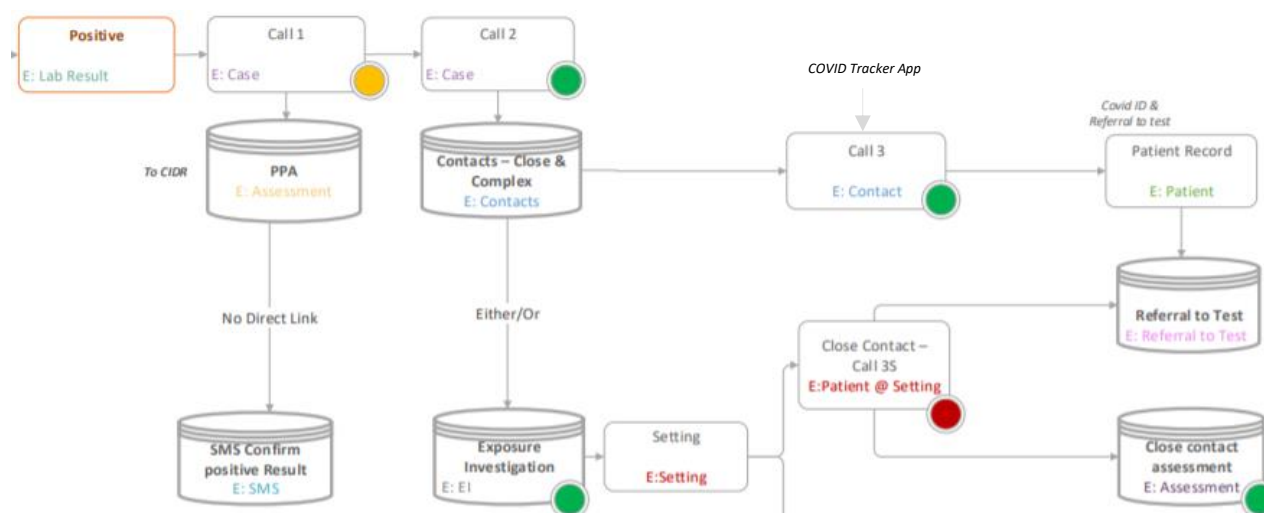 Positive
E: Lab Result
Call 1
E: Case
Call 2
E: Case
COVID Tracker App
Covid ID &
Referral to test
To CIDR
PPA
E: Assessment
Contacts – Close &
Complex
E: Contacts
Call 3
E: Contact
Patient Record
E: Patient
No Direct Link
Either/Or
Close Contact –
Call 3S
E:Patient @ Setting
Referral to Test
E: Referral to Test
SMS Confirm
positive Result
E: SMS
Exposure
Investigation
E: EI
Setting
E:Setting
Close contact
assessment
E: Assessment